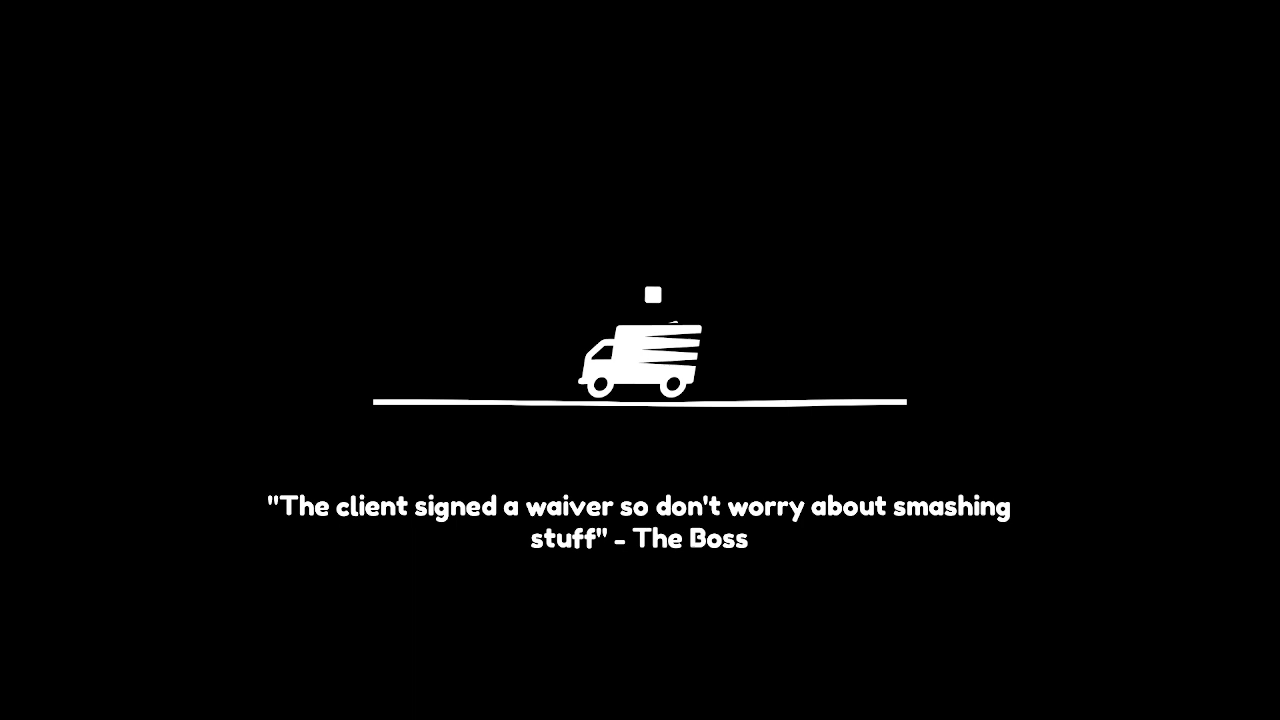 "The client signed a waiver so don't worry about smashing
stuff" - The Boss